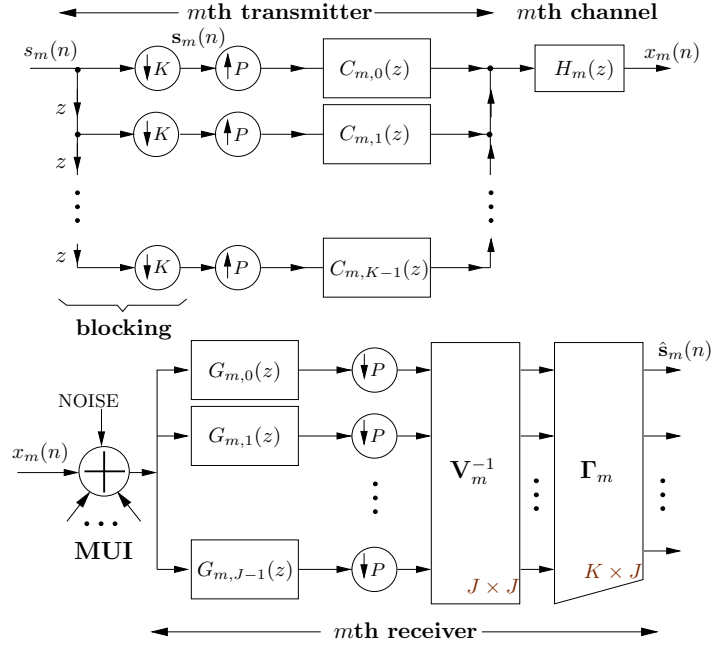 mth transmitter mth channel
s_m(n) ↓K s_m(n) ↑P C_{m,0}(z) H_m(z) x_m(n)
z
↓K ↑P C_{m,1}(z)
z
z
↓K ↑P C_{m,K−1}(z)
blocking
NOISE
x_m(n)
MUI
G_{m,0}(z) ↓P ŝ_m(n)
G_{m,1}(z) ↓P
V_m^{−1} Γ_m
G_{m,J−1}(z) ↓P
J × J K × J
mth receiver